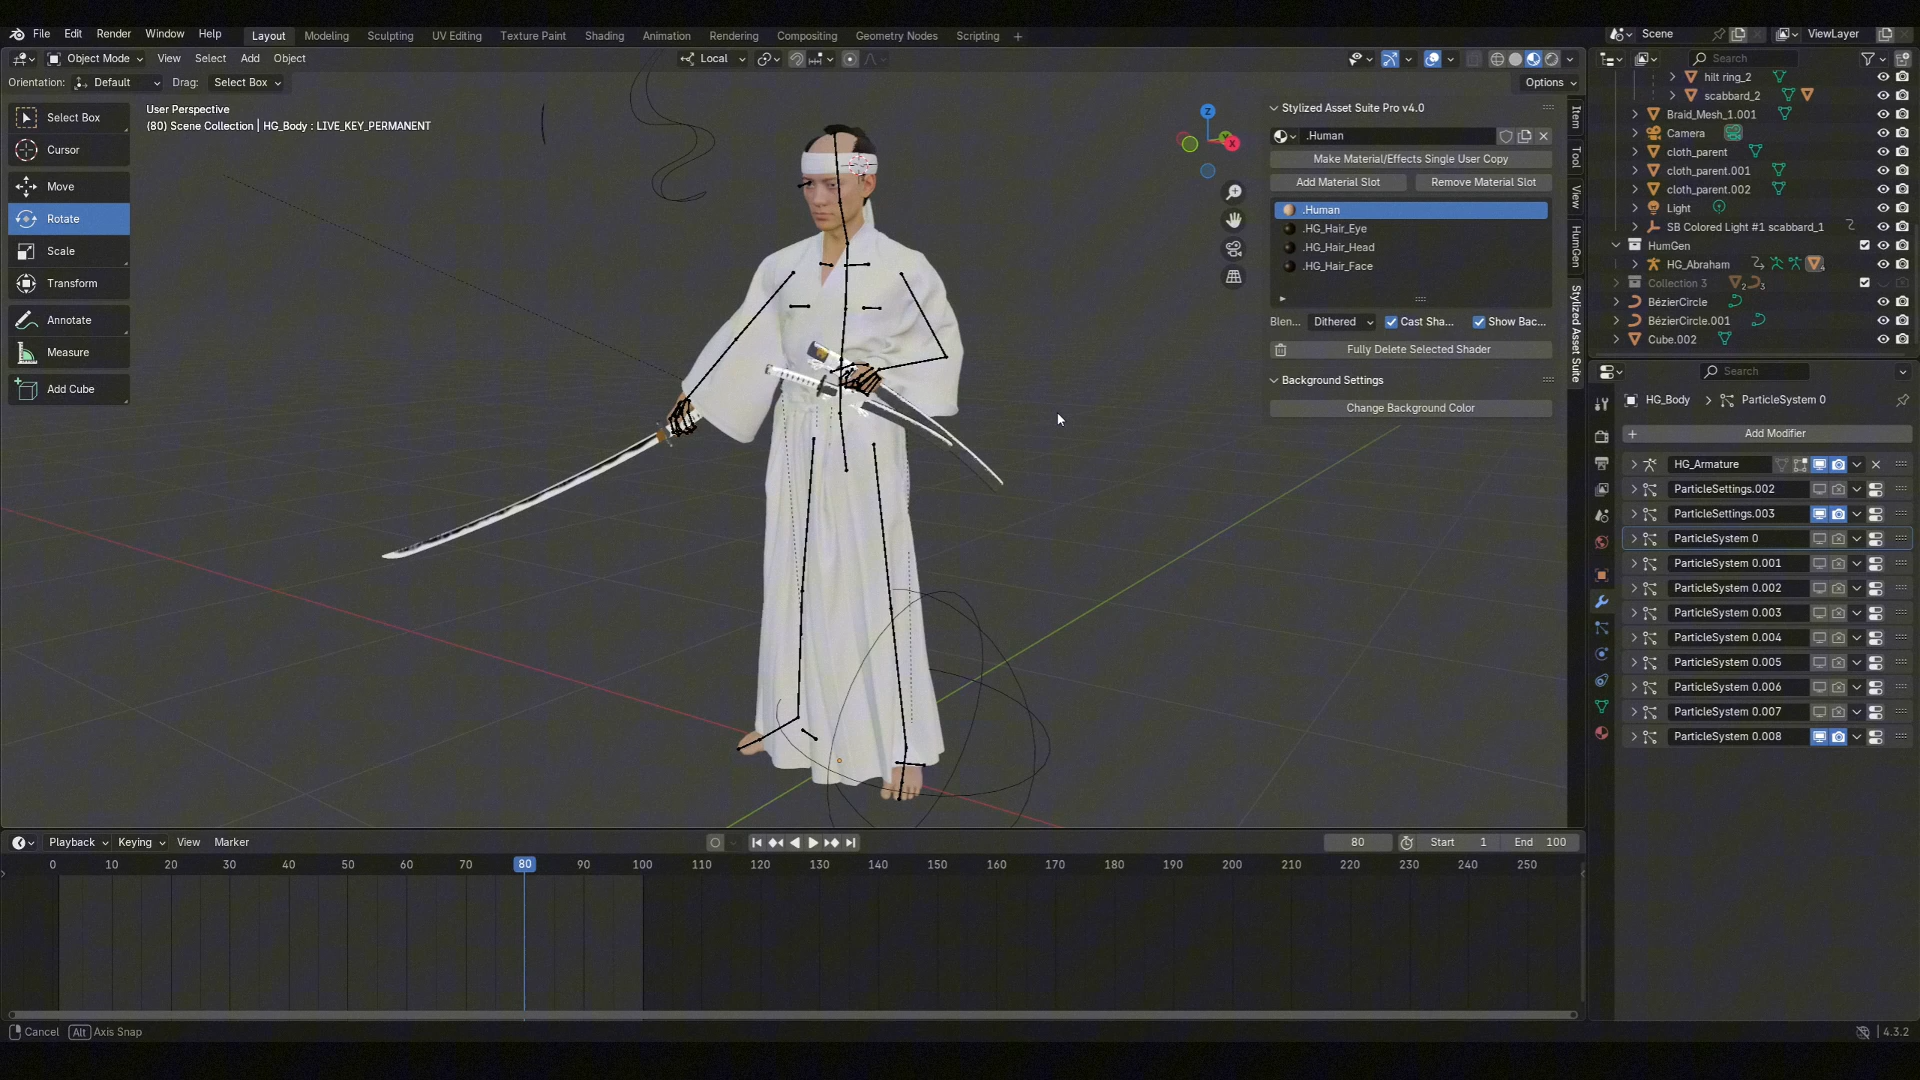 File Edit Render Window Help Layout Modeling Sculpting UV Editing Texture Paint Shading Animation Rendering Compositing Geometry Nodes Scripting + Scene ViewLayer
Object Mode View Select Add Object Local Search
Orientation: Default Drag: Select Box Options
User Perspective
(80) Scene Collection | HG_Body : LIVE_KEY_PERMANENT
Select Box
Cursor
Move
Rotate
Scale
Transform
Annotate
Measure
Add Cube
Z
Y
X
Stylized Asset Suite Pro v4.0
.Human
Make Material/Effects Single User Copy
Add Material Slot Remove Material Slot
.Human
.HG_Hair_Eye
.HG_Hair_Head
.HG_Hair_Face
Blen... Dithered Cast Sha... Show Bac...
Fully Delete Selected Shader
Background Settings
Change Background Color
Item
Tool
View
HumGen
Stylized Asset Suite
hilt ring_2
scabbard_2
Braid_Mesh_1.001
Camera
cloth_parent
cloth_parent.001
cloth_parent.002
Light
SB Colored Light #1 scabbard_1
HumGen
HG_Abraham 4
Collection 3 2 3
BézierCircle
BézierCircle.001
Cube.002
Search
HG_Body > ParticleSystem 0
+ Add Modifier
HG_Armature
ParticleSettings.002
ParticleSettings.003
ParticleSystem 0
ParticleSystem 0.001
ParticleSystem 0.002
ParticleSystem 0.003
ParticleSystem 0.004
ParticleSystem 0.005
ParticleSystem 0.006
ParticleSystem 0.007
ParticleSystem 0.008
Playback Keying View Marker 80 Start 1 End 100
0 10 20 30 40 50 60 70 80 90 100 110 120 130 140 150 160 170 180 190 200 210 220 230 240 250
Cancel Alt Axis Snap 4.3.2